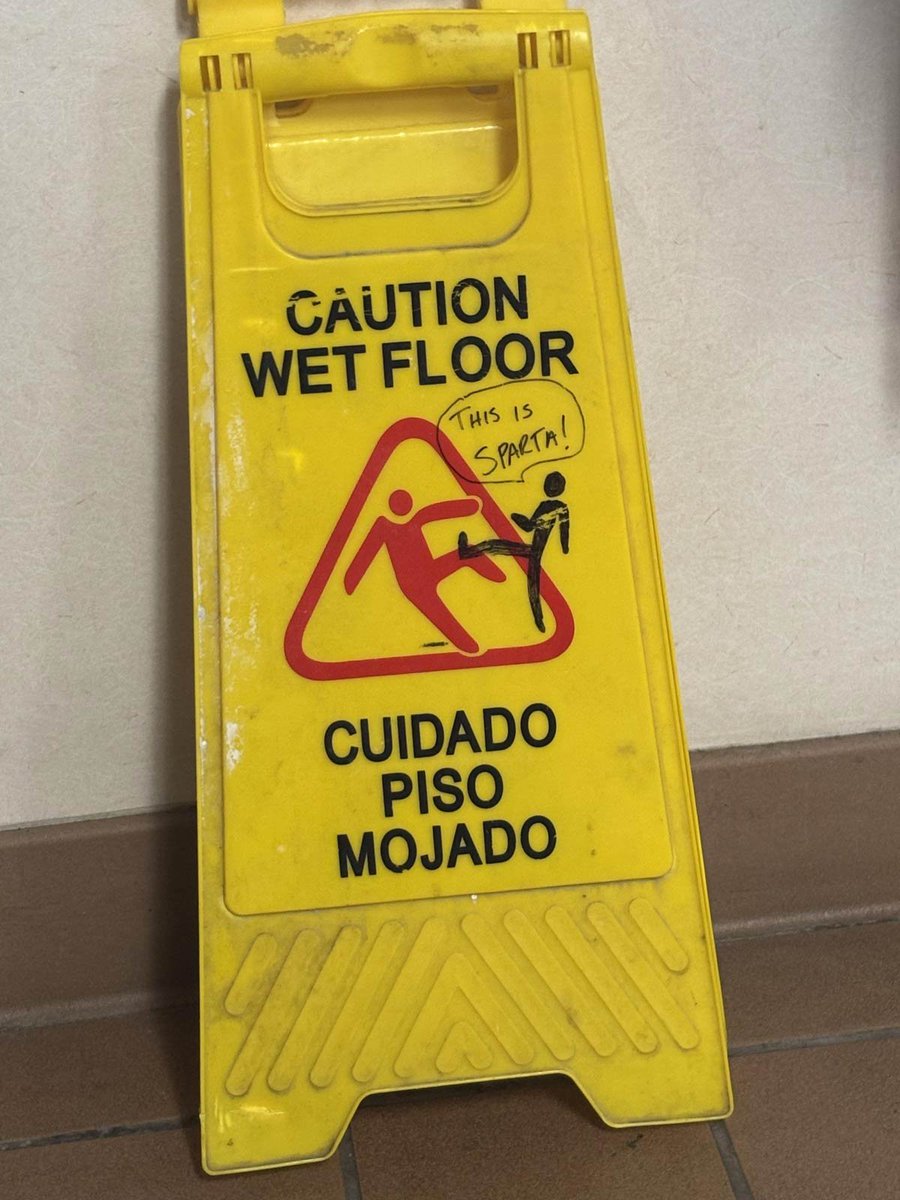 CAUTION
WET FLOOR
THIS IS
SPARTA!
CUIDADO
PISO
MOJADO